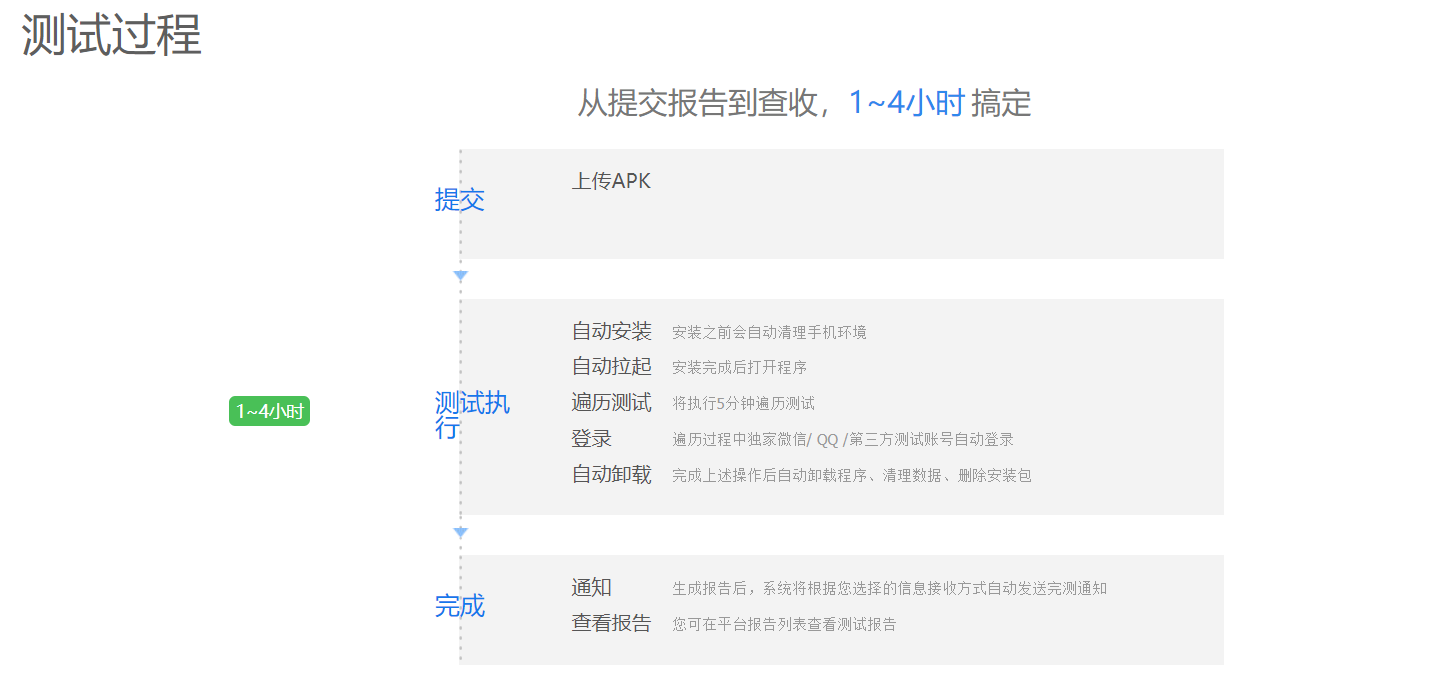 测试过程
从提交报告到查收，1~4小时 搞定
提交
上传APK
1~4小时
测试执
行
自动安装 安装之前会自动清理手机环境
自动拉起 安装完成后打开程序
遍历测试 将执行5分钟遍历测试
登录 遍历过程中独家微信/ QQ /第三方测试账号自动登录
自动卸载 完成上述操作后自动卸载程序、清理数据、删除安装包
完成
通知 生成报告后，系统将根据您选择的信息接收方式自动发送完测通知
查看报告 您可在平台报告列表查看测试报告